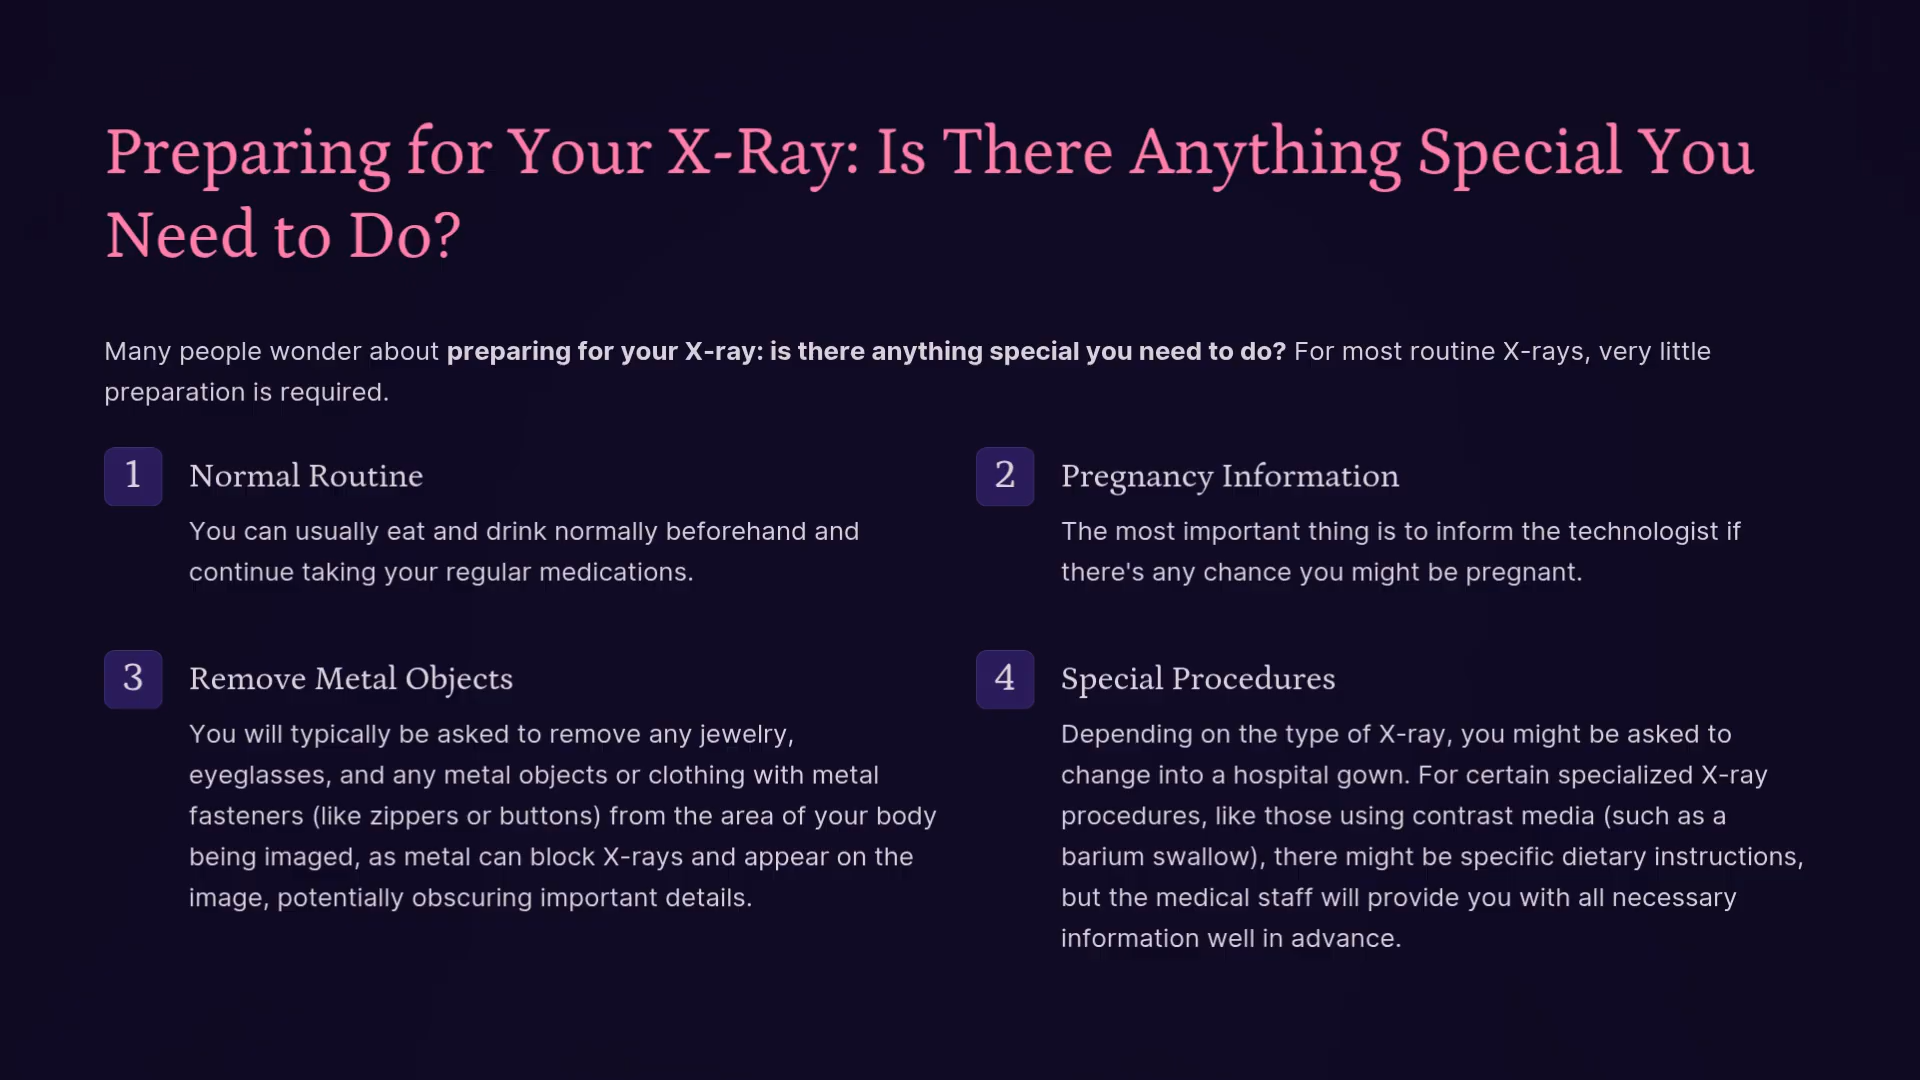 Preparing for Your X-Ray: Is There Anything Special You
Need to Do?
Many people wonder about preparing for your X-ray: is there anything special you need to do? For most routine X-rays, very little
preparation is required.
1
Normal Routine
You can usually eat and drink normally beforehand and
continue taking your regular medications.
2
Pregnancy Information
The most important thing is to inform the technologist if
there's any chance you might be pregnant.
3
Remove Metal Objects
You will typically be asked to remove any jewelry,
eyeglasses, and any metal objects or clothing with metal
fasteners (like zippers or buttons) from the area of your body
being imaged, as metal can block X-rays and appear on the
image, potentially obscuring important details.
4
Special Procedures
Depending on the type of X-ray, you might be asked to
change into a hospital gown. For certain specialized X-ray
procedures, like those using contrast media (such as a
barium swallow), there might be specific dietary instructions,
but the medical staff will provide you with all necessary
information well in advance.